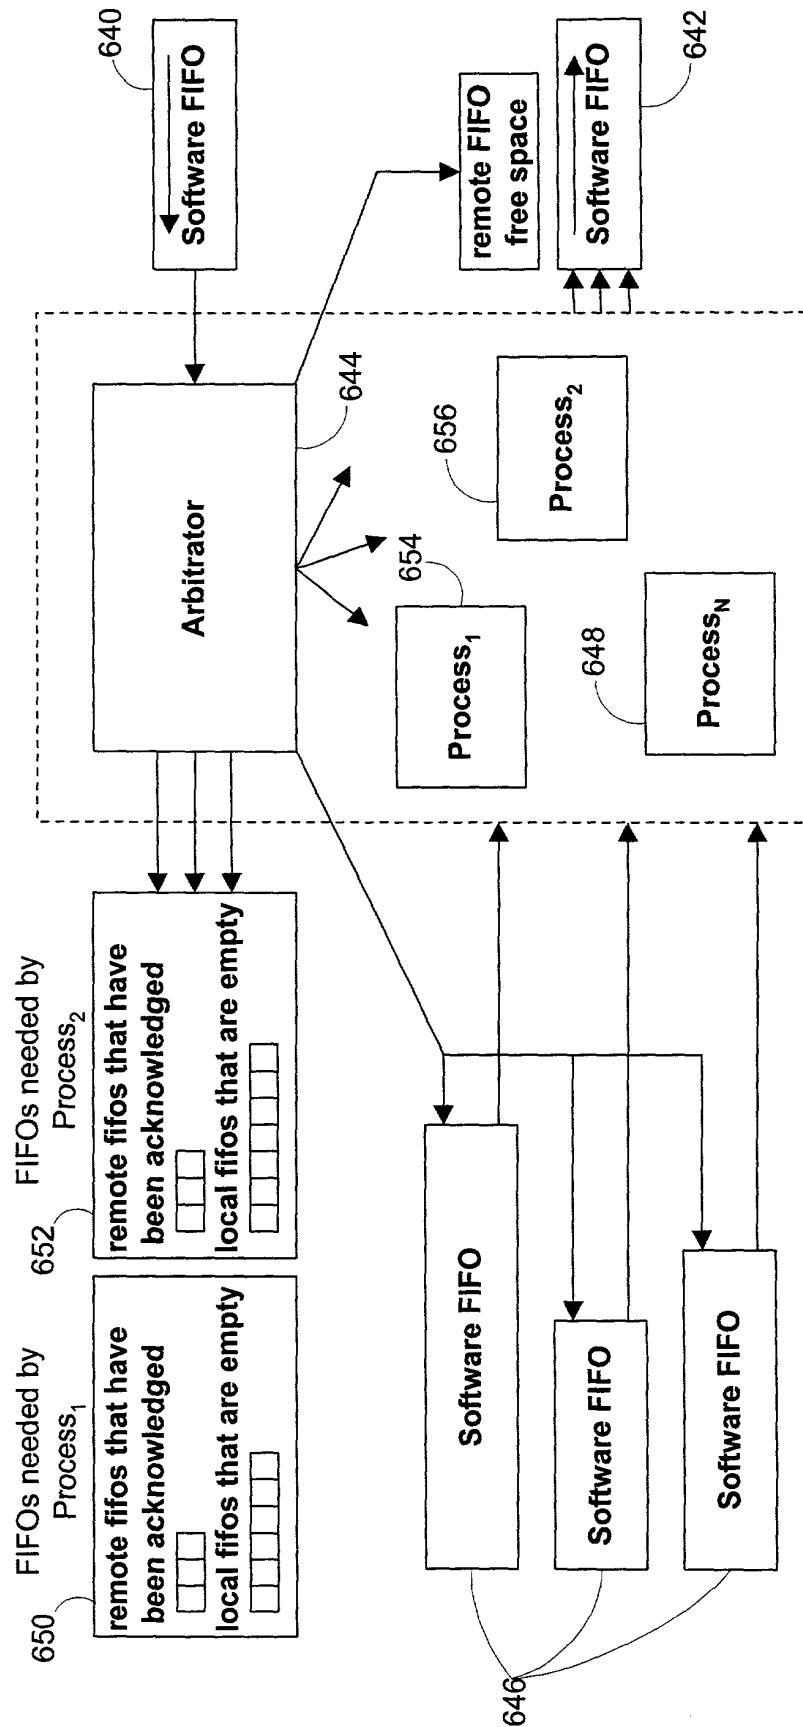 FIFOs needed by
Process1
650
remote fifos that have
been acknowledged
local fifos that are empty
FIFOs needed by
Process2
652
remote fifos that have
been acknowledged
local fifos that are empty
Arbitrator
644
640
Software FIFO
remote FIFO
free space
Software FIFO
642
654
Process1
656
Process2
648
ProcessN
Software FIFO
Software FIFO
Software FIFO
646